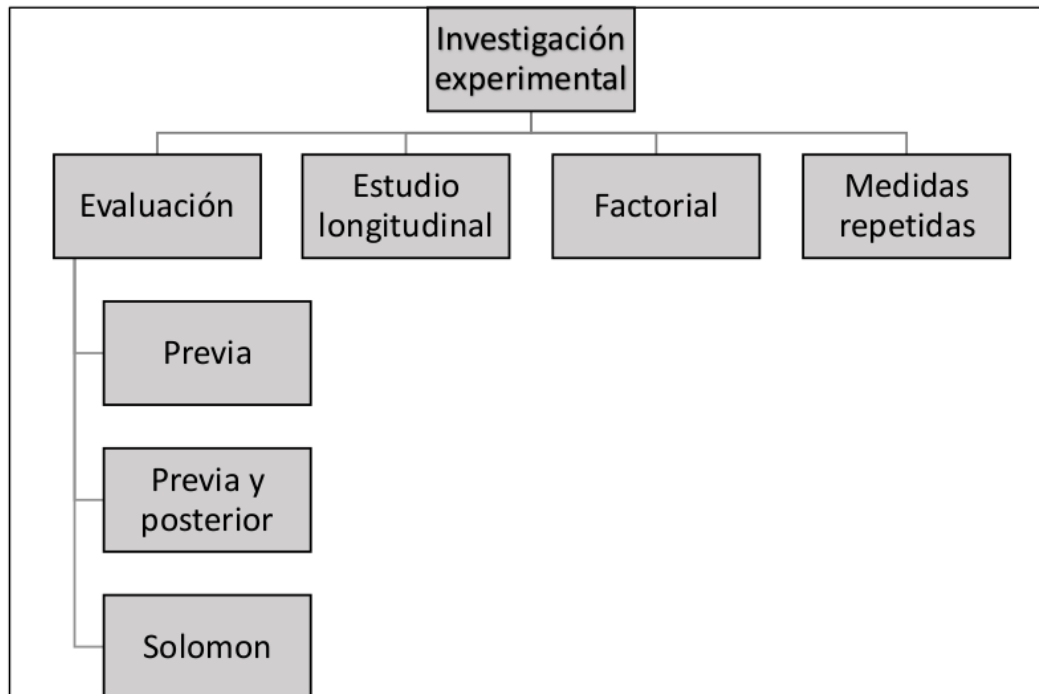 Investigación
experimental
Evaluación
Estudio
longitudinal
Factorial
Medidas
repetidas
Previa
Previa y
posterior
Solomon